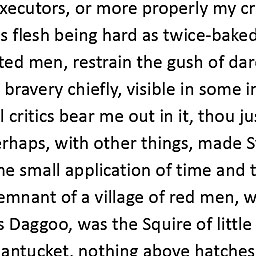 xecutors, or more properly my cr
s flesh being hard as twice-baked
ted men, restrain the gush of dar
bravery chiefly, visible in some in
l critics bear me out in it, thou jus
erhaps, with other things, made S
ne small application of time and t
emnant of a village of red men, w
s Daggoo, was the Squire of little
antucket, nothing above hatches